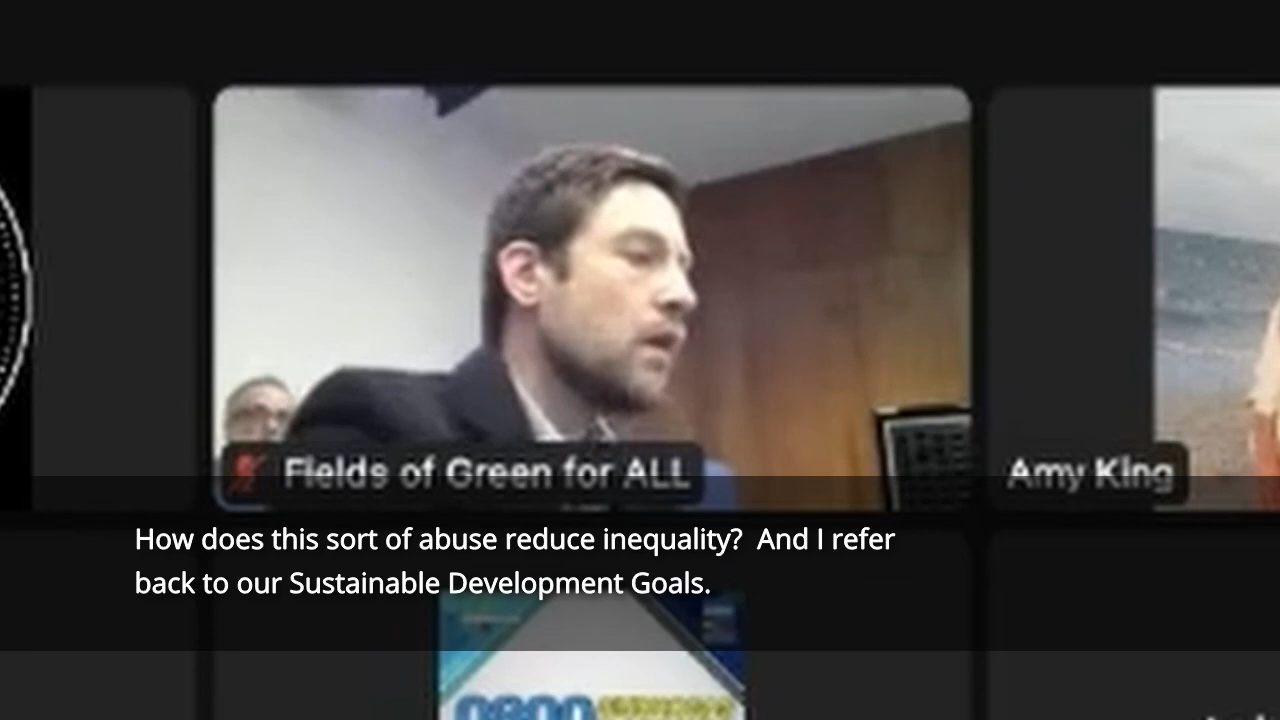 Fields of Green for ALL
Amy King
How does this sort of abuse reduce inequality?  And I refer
back to our Sustainable Development Goals.